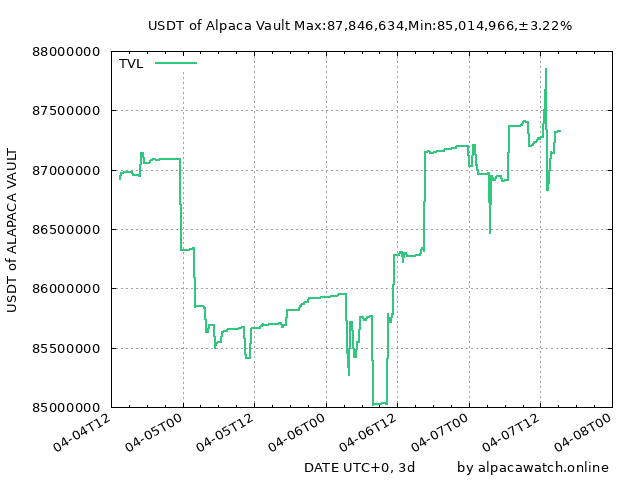 USDT of Alpaca Vault Max:87,846,634,Min:85,014,966,±3.22%
TVL
88000000
87500000
87000000
86500000
86000000
85500000
85000000
USDT of ALAPACA VAULT
04-04T12
04-05T00
04-05T12
04-06T00
04-06T12
04-07T00
04-07T12
04-08T00
DATE UTC+0, 3d
by alpacawatch.online